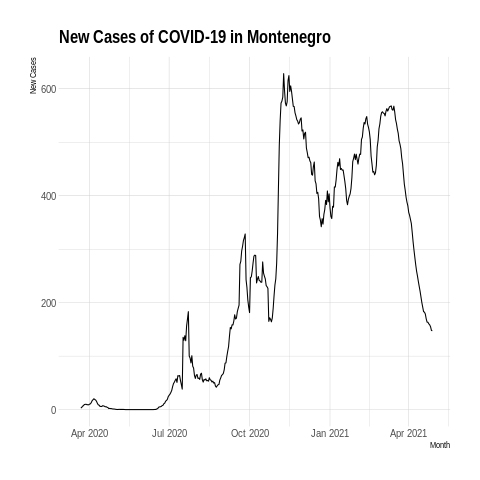 New Cases of COVID-19 in Montenegro
New Cases
600
400
200
0
Apr 2020 Jul 2020 Oct 2020 Jan 2021 Apr 2021
Month